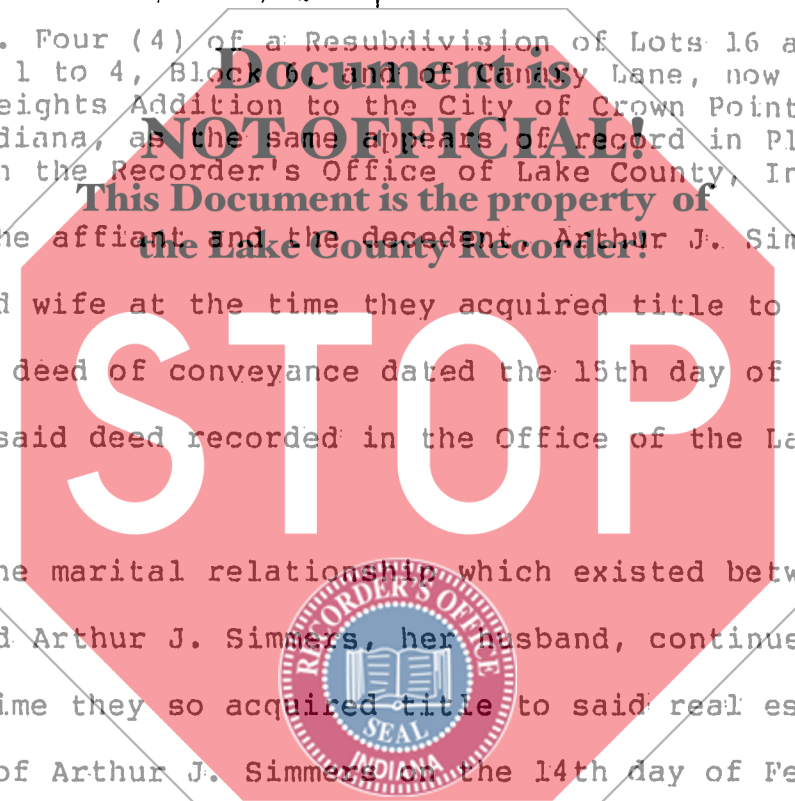 . Four (4) of a Resubdivision of Lots 16 a
1 to 4, Block 6, and of Canary Lane, now
eights Addition to the City of Crown Point
diana, as the same appears of record in Pl
n the Recorder's Office of Lake County, In
Document is
NOT OFFICIAL!
This Document is the property of
the Lake County Recorder!
he affiant and the decedent, Arthur J. Sim
d wife at the time they acquired title to
deed of conveyance dated the 15th day of
said deed recorded in the Office of the La
STOP
he marital relationship which existed betw
d Arthur J. Simmers, her husband, continue
ime they so acquired title to said real es
of Arthur J. Simmers on the 14th day of Fe
RECORDER'S OFFICE
SEAL
INDIANA